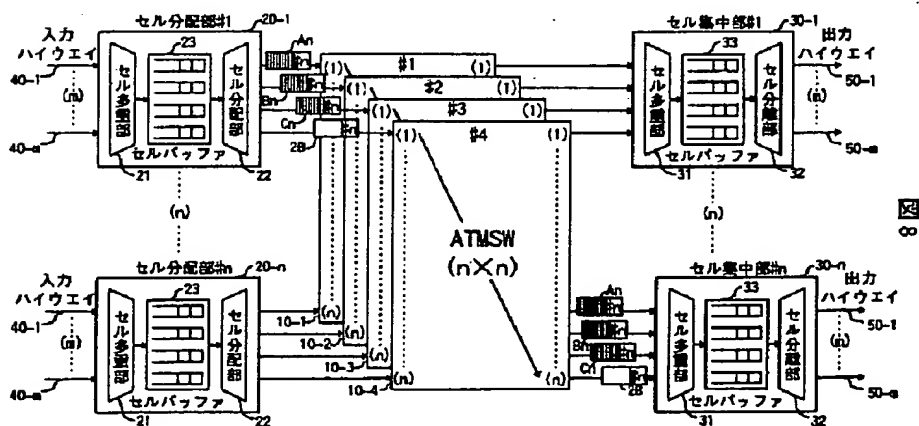 セル分配部#1
20-1
入力
ハイウェイ
40-1
(m)
40-m
23
セル多重部
セル分配部
セルバッファ
21
22
An
Bn
Cn
2B
#1
(1)
(1)
#2
(1)
(1)
#3
(1)
(1)
#4
(1)
(1)
ATMSW
(n×n)
(n)
(n)
(n)
(n)
(n)
10-1
10-2
10-3
10-4
セル集中部#1
30-1
33
セル多重部
セル分離部
セルバッファ
31
32
出力
ハイウェイ
50-1
(m)
50-m
(n)
(n)
図8
セル分配部#n
20-n
入力
ハイウェイ
40-1
(m)
40-m
23
セル多重部
セル分配部
セルバッファ
21
22
An
Bn
Cn
2B
セル集中部#n
30-n
33
セル多重部
セル分離部
セルバッファ
31
32
出力
ハイウェイ
50-1
(m)
50-m